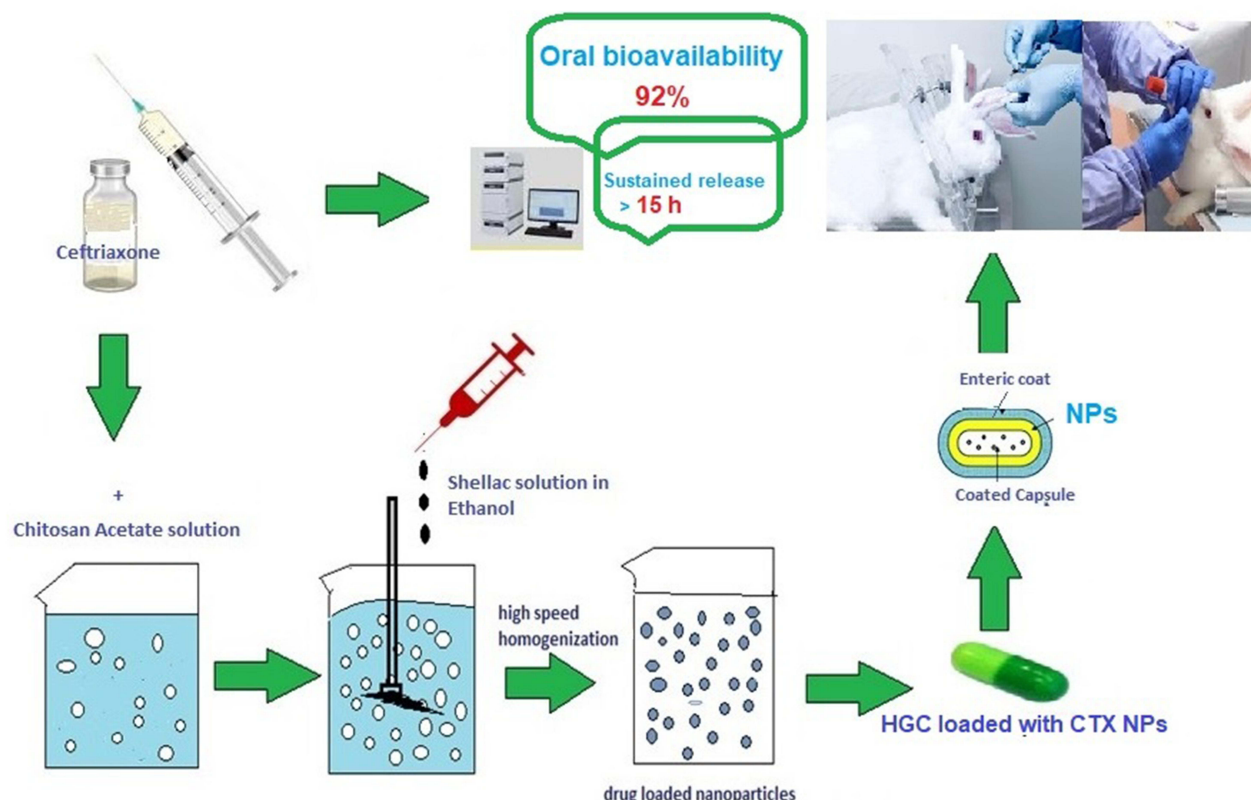 Oral bioavailability
92%
Sustained release
> 15 h
Ceftriaxone
+
Chitosan Acetate solution
Shellac solution in
Ethanol
high speed
homogenization
drug loaded nanoparticles
Enteric coat
NPs
Coated Capsule
HGC loaded with CTX NPs